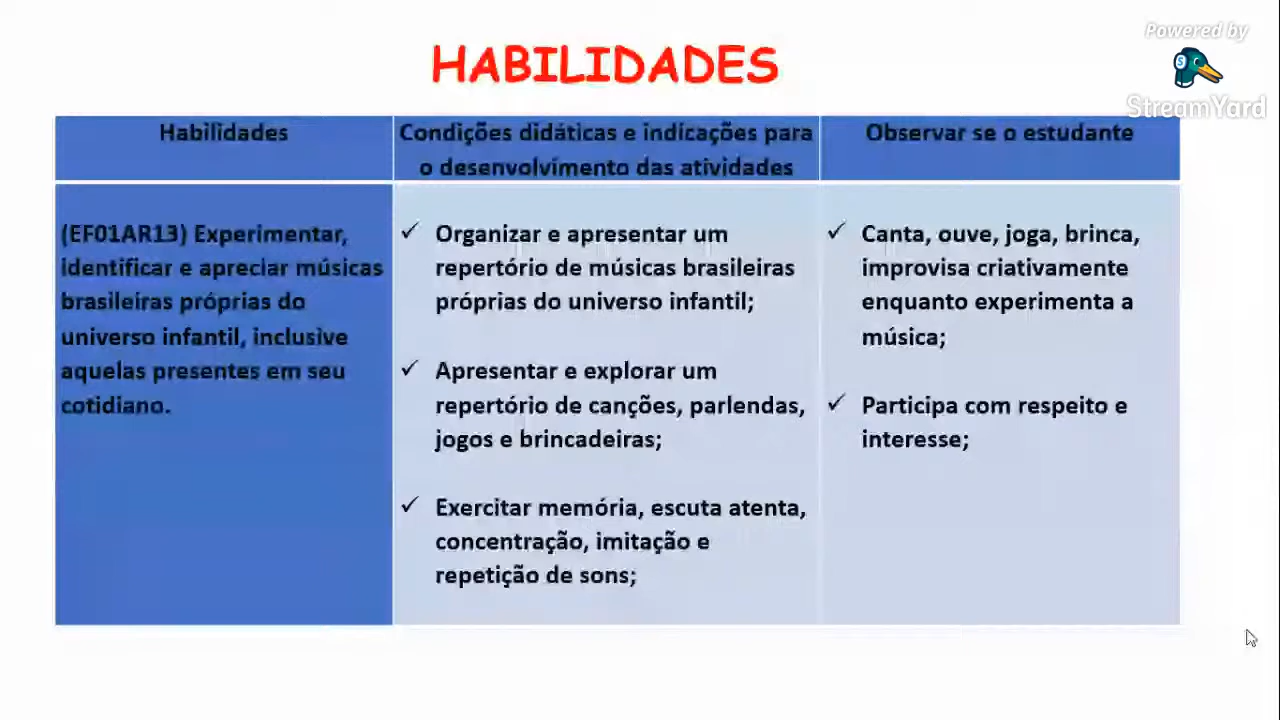 Powered by
StreamYard
HABILIDADES
Habilidades
Condições didáticas e indicações para
o desenvolvimento das atividades
Observar se o estudante
(EF01AR13) Experimentar,
identificar e apreciar músicas
brasileiras próprias do
universo infantil, inclusive
aquelas presentes em seu
cotidiano.
✓ Organizar e apresentar um
repertório de músicas brasileiras
próprias do universo infantil;
✓ Apresentar e explorar um
repertório de canções, parlendas,
jogos e brincadeiras;
✓ Exercitar memória, escuta atenta,
concentração, imitação e
repetição de sons;
✓ Canta, ouve, joga, brinca,
improvisa criativamente
enquanto experimenta a
música;
✓ Participa com respeito e
interesse;